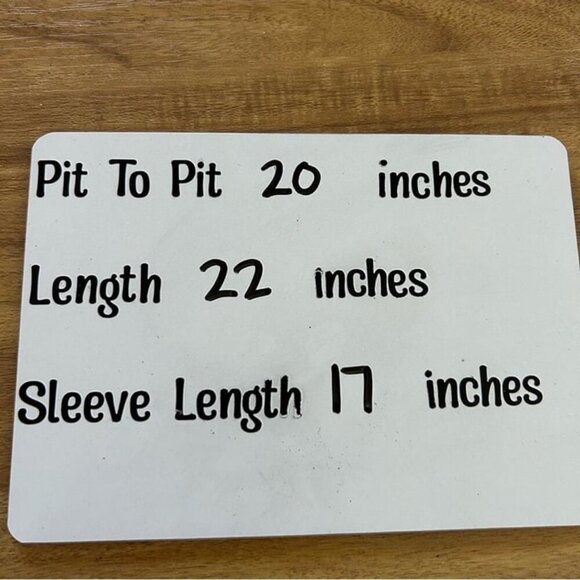 Pit To Pit 20 inches
Length 22 inches
Sleeve Length 17 inches